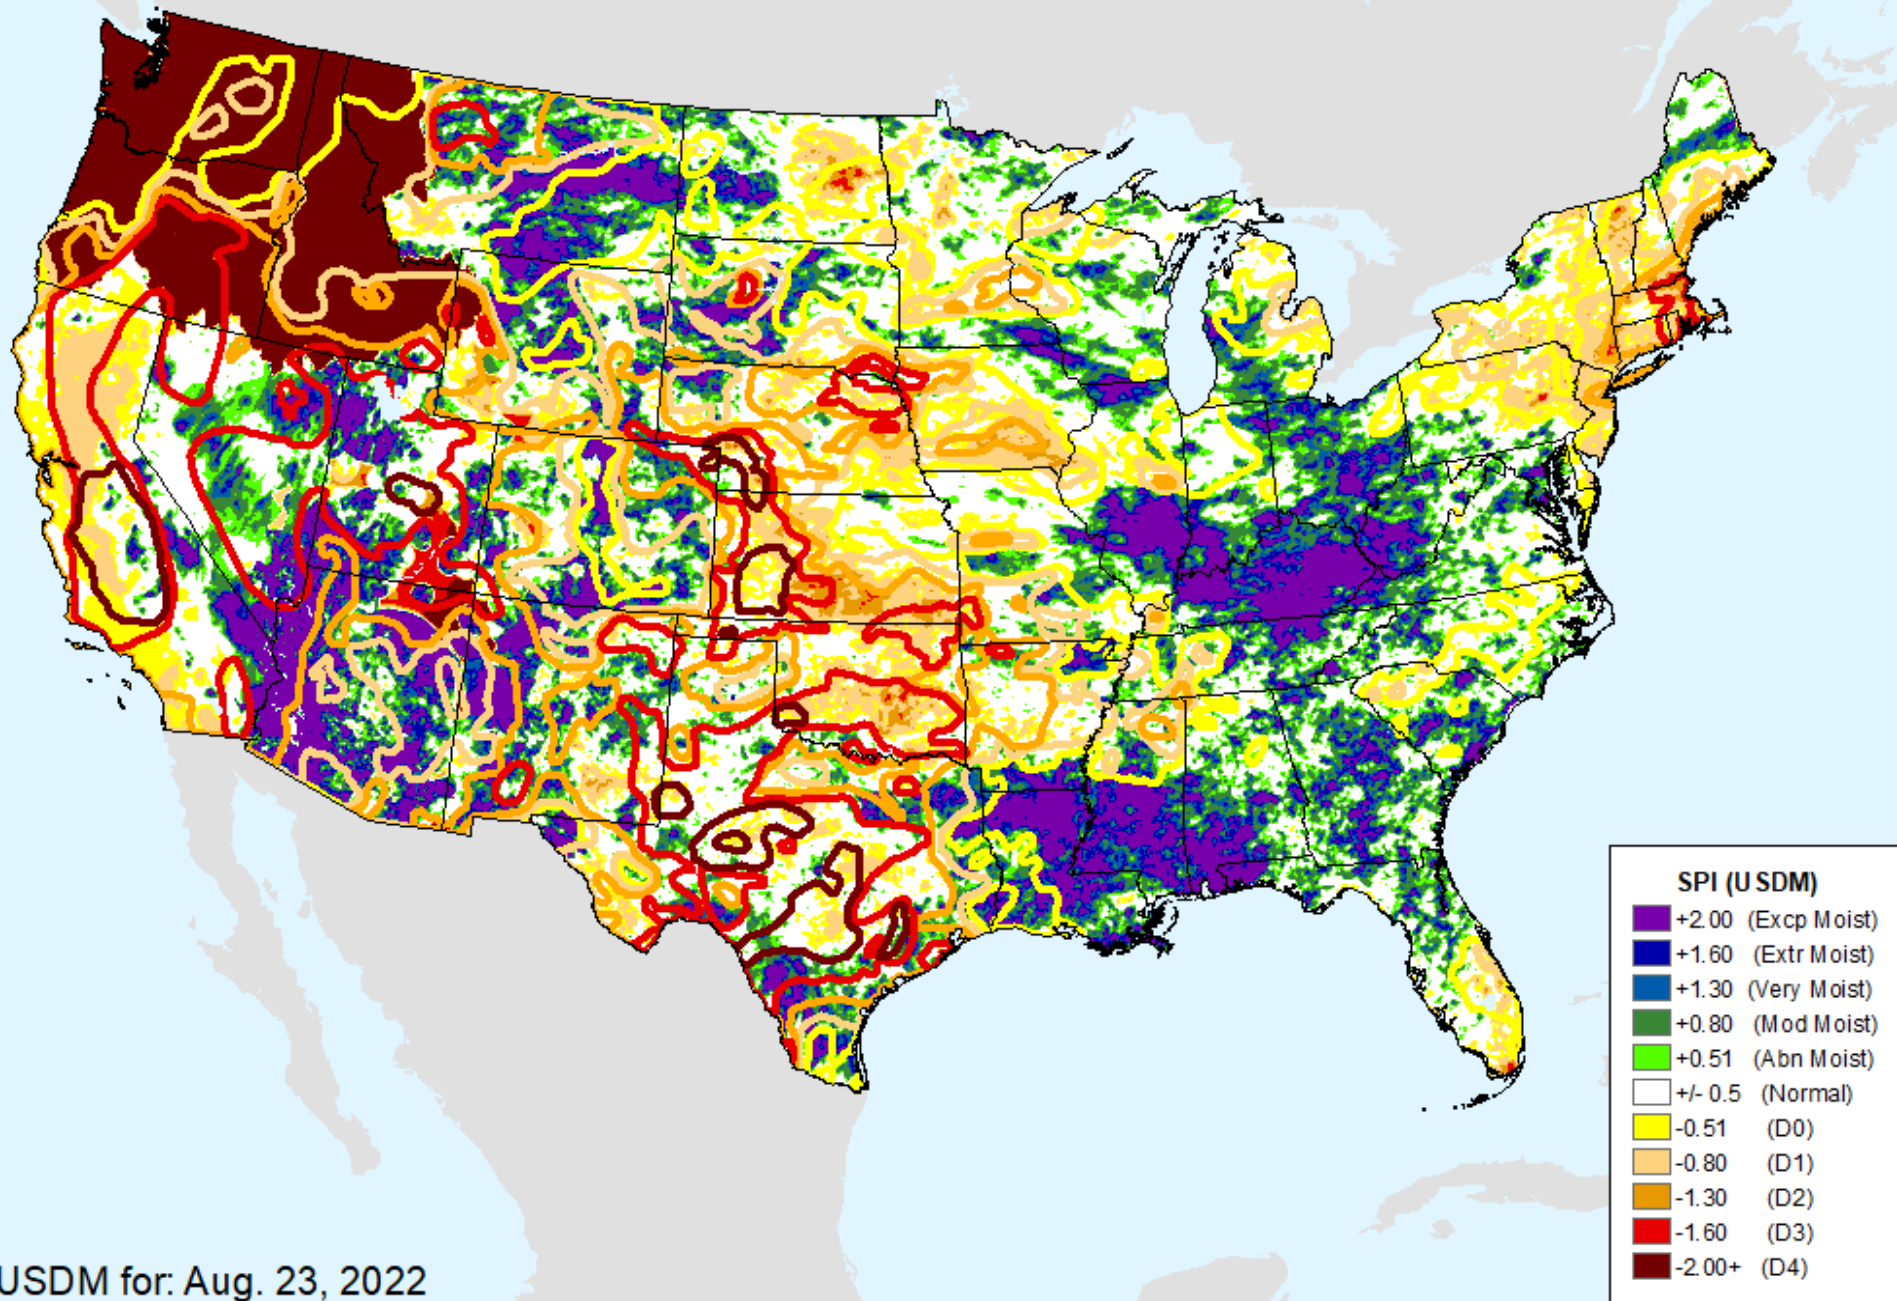 SPI (USDM)
+2.00 (Excp Moist)
+1.60 (Extr Moist)
+1.30 (Very Moist)
+0.80 (Mod Moist)
+0.51 (Abn Moist)
+/- 0.5 (Normal)
-0.51 (D0)
-0.80 (D1)
-1.30 (D2)
-1.60 (D3)
-2.00+ (D4)
USDM for: Aug. 23, 2022